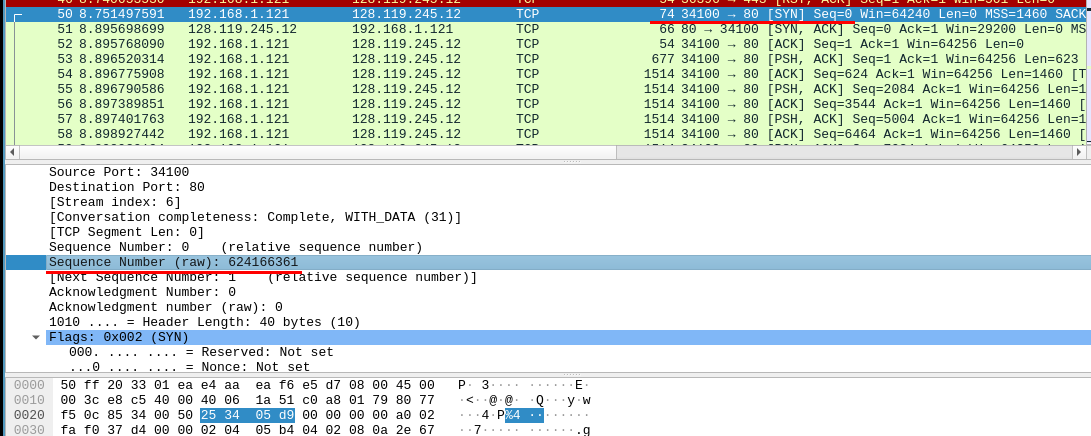 50 8.751497591 192.168.1.121 128.119.245.12 TCP 74 34100 → 80 [SYN] Seq=0 Win=64240 Len=0 MSS=1460 SACK
51 8.895698699 128.119.245.12 192.168.1.121 TCP 66 80 → 34100 [SYN, ACK] Seq=0 Ack=1 Win=29200 Len=0 MS
52 8.895768090 192.168.1.121 128.119.245.12 TCP 54 34100 → 80 [ACK] Seq=1 Ack=1 Win=64256 Len=0
53 8.896520314 192.168.1.121 128.119.245.12 TCP 677 34100 → 80 [PSH, ACK] Seq=1 Ack=1 Win=64256 Len=623
54 8.896775908 192.168.1.121 128.119.245.12 TCP 1514 34100 → 80 [ACK] Seq=624 Ack=1 Win=64256 Len=1460 [T
55 8.896790586 192.168.1.121 128.119.245.12 TCP 1514 34100 → 80 [PSH, ACK] Seq=2084 Ack=1 Win=64256 Len=1
56 8.897389851 192.168.1.121 128.119.245.12 TCP 1514 34100 → 80 [ACK] Seq=3544 Ack=1 Win=64256 Len=1460 [
57 8.897401763 192.168.1.121 128.119.245.12 TCP 1514 34100 → 80 [PSH, ACK] Seq=5004 Ack=1 Win=64256 Len=1
58 8.898927442 192.168.1.121 128.119.245.12 TCP 1514 34100 → 80 [ACK] Seq=6464 Ack=1 Win=64256 Len=1460 [
Source Port: 34100
Destination Port: 80
[Stream index: 6]
[Conversation completeness: Complete, WITH_DATA (31)]
[TCP Segment Len: 0]
Sequence Number: 0 (relative sequence number)
Sequence Number (raw): 624166361
[Next Sequence Number: 1 (relative sequence number)]
Acknowledgment Number: 0
Acknowledgment number (raw): 0
1010 .... = Header Length: 40 bytes (10)
Flags: 0x002 (SYN)
000. .... .... = Reserved: Not set
...0 .... .... = Nonce: Not set
0000 50 ff 20 33 01 ea e4 aa ea f6 e5 d7 08 00 45 00 P· 3···· ······E·
0010 00 3c e8 c5 40 00 40 06 1a 51 c0 a8 01 79 80 77 ·<··@·@· ·Q···y·w
0020 f5 0c 85 34 00 50 25 34 05 d9 00 00 00 00 a0 02 ···4·P%4 ········
0030 fa f0 37 d4 00 00 02 04 05 b4 04 02 08 0a 2e 67 ··7····· ······.g